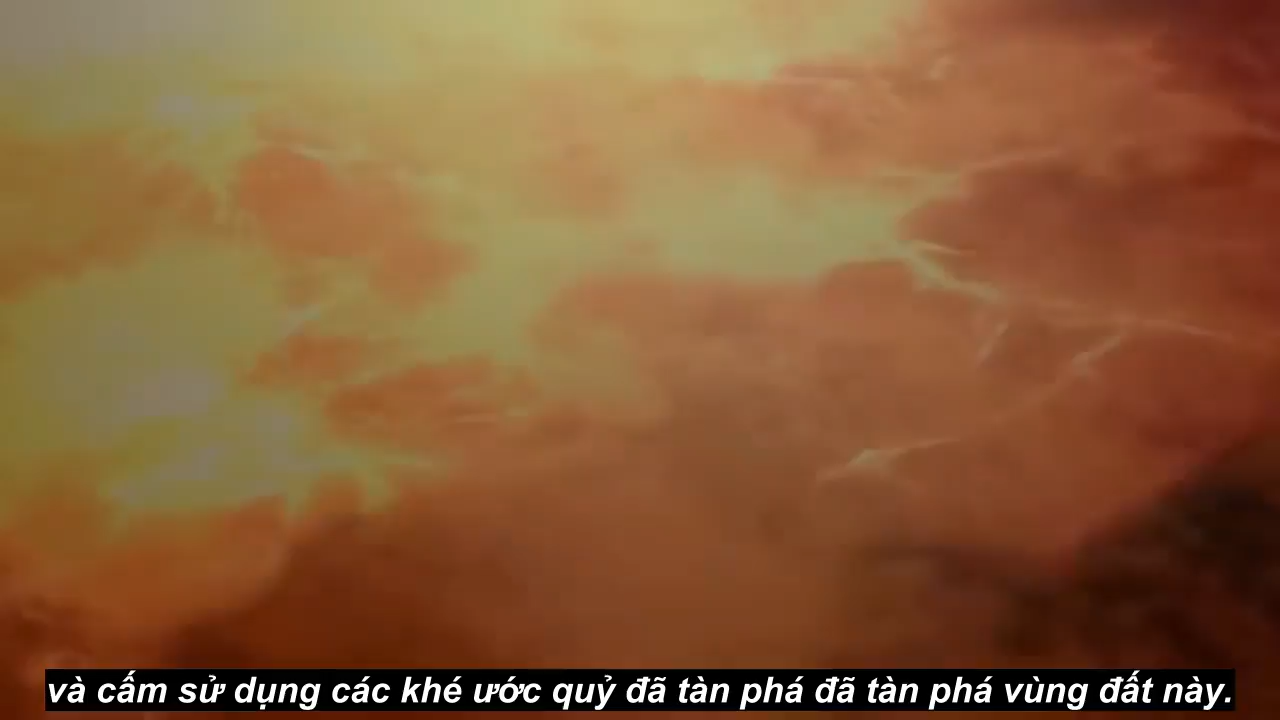 và cấm sử dụng các khé ước quỷ đã tàn phá đã tàn phá vùng đất này.